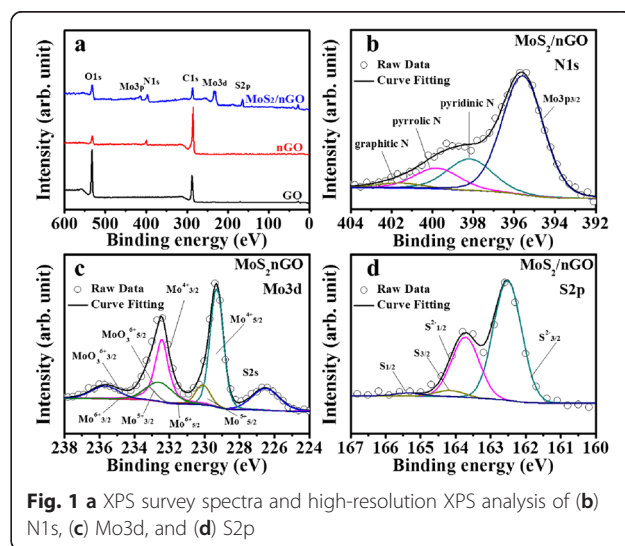 a
O1s
Mo3p
N1s
C1s
Mo3d
S2p
MoS2/nGO
nGO
GO
Intensity (arb. unit)
600 500 400 300 200 100 0
Binding energy (eV)
b
MoS2/nGO
N1s
Raw Data
Curve Fitting
Mo3p3/2
pyridinic N
pyrrolic N
graphitic N
Intensity (arb. unit)
404 402 400 398 396 394 392
Binding energy (eV)
c
MoS2nGO
Mo3d
Raw Data
Curve Fitting
Mo4+3/2
MoO36+5/2
MoO36+3/2
Mo4+5/2
S2s
Mo6+3/2
Mo5+3/2
Mo6+5/2
Mo5+5/2
Intensity (arb. unit)
238 236 234 232 230 228 226 224
Binding energy (eV)
d
MoS2/nGO
S2p
Raw Data
Curve Fitting
S2-1/2
S3/2
S1/2
S2-3/2
Intensity (arb. unit)
167 166 165 164 163 162 161 160
Binding energy (eV)
Fig. 1 a XPS survey spectra and high-resolution XPS analysis of (b)
N1s, (c) Mo3d, and (d) S2p